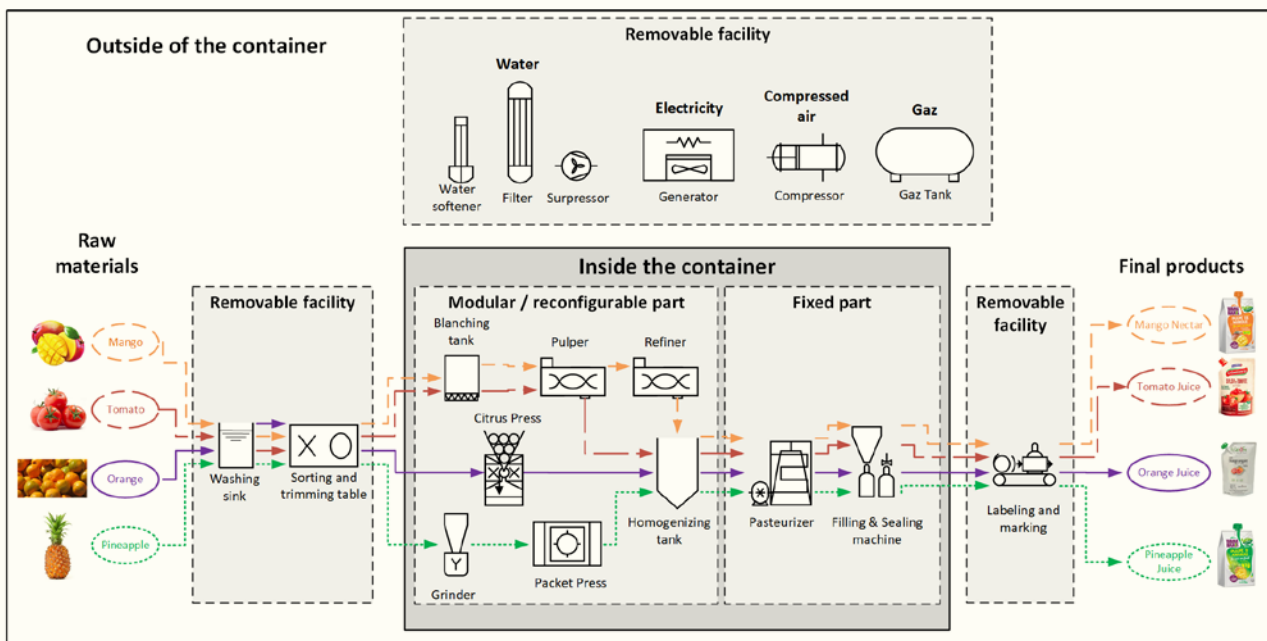 Outside of the container
Removable facility
Water
Electricity
Compressed
air
Gaz
Water
softener
Filter
Surpressor
Generator
Compressor
Gaz Tank
Raw
materials
Final products
Inside the container
Removable facility
Modular / reconfigurable part
Fixed part
Removable
facility
Blanching
tank
Pulper
Refiner
Mango
Mango Nectar
Tomato
Tomato Juice
Citrus Press
Orange
Orange Juice
Washing
sink
Sorting and
trimming table
Homogenizing
tank
Pasteurizer
Filling & Sealing
machine
Labeling and
marking
Pineapple
Y
Grinder
Packet Press
Pineapple
Juice